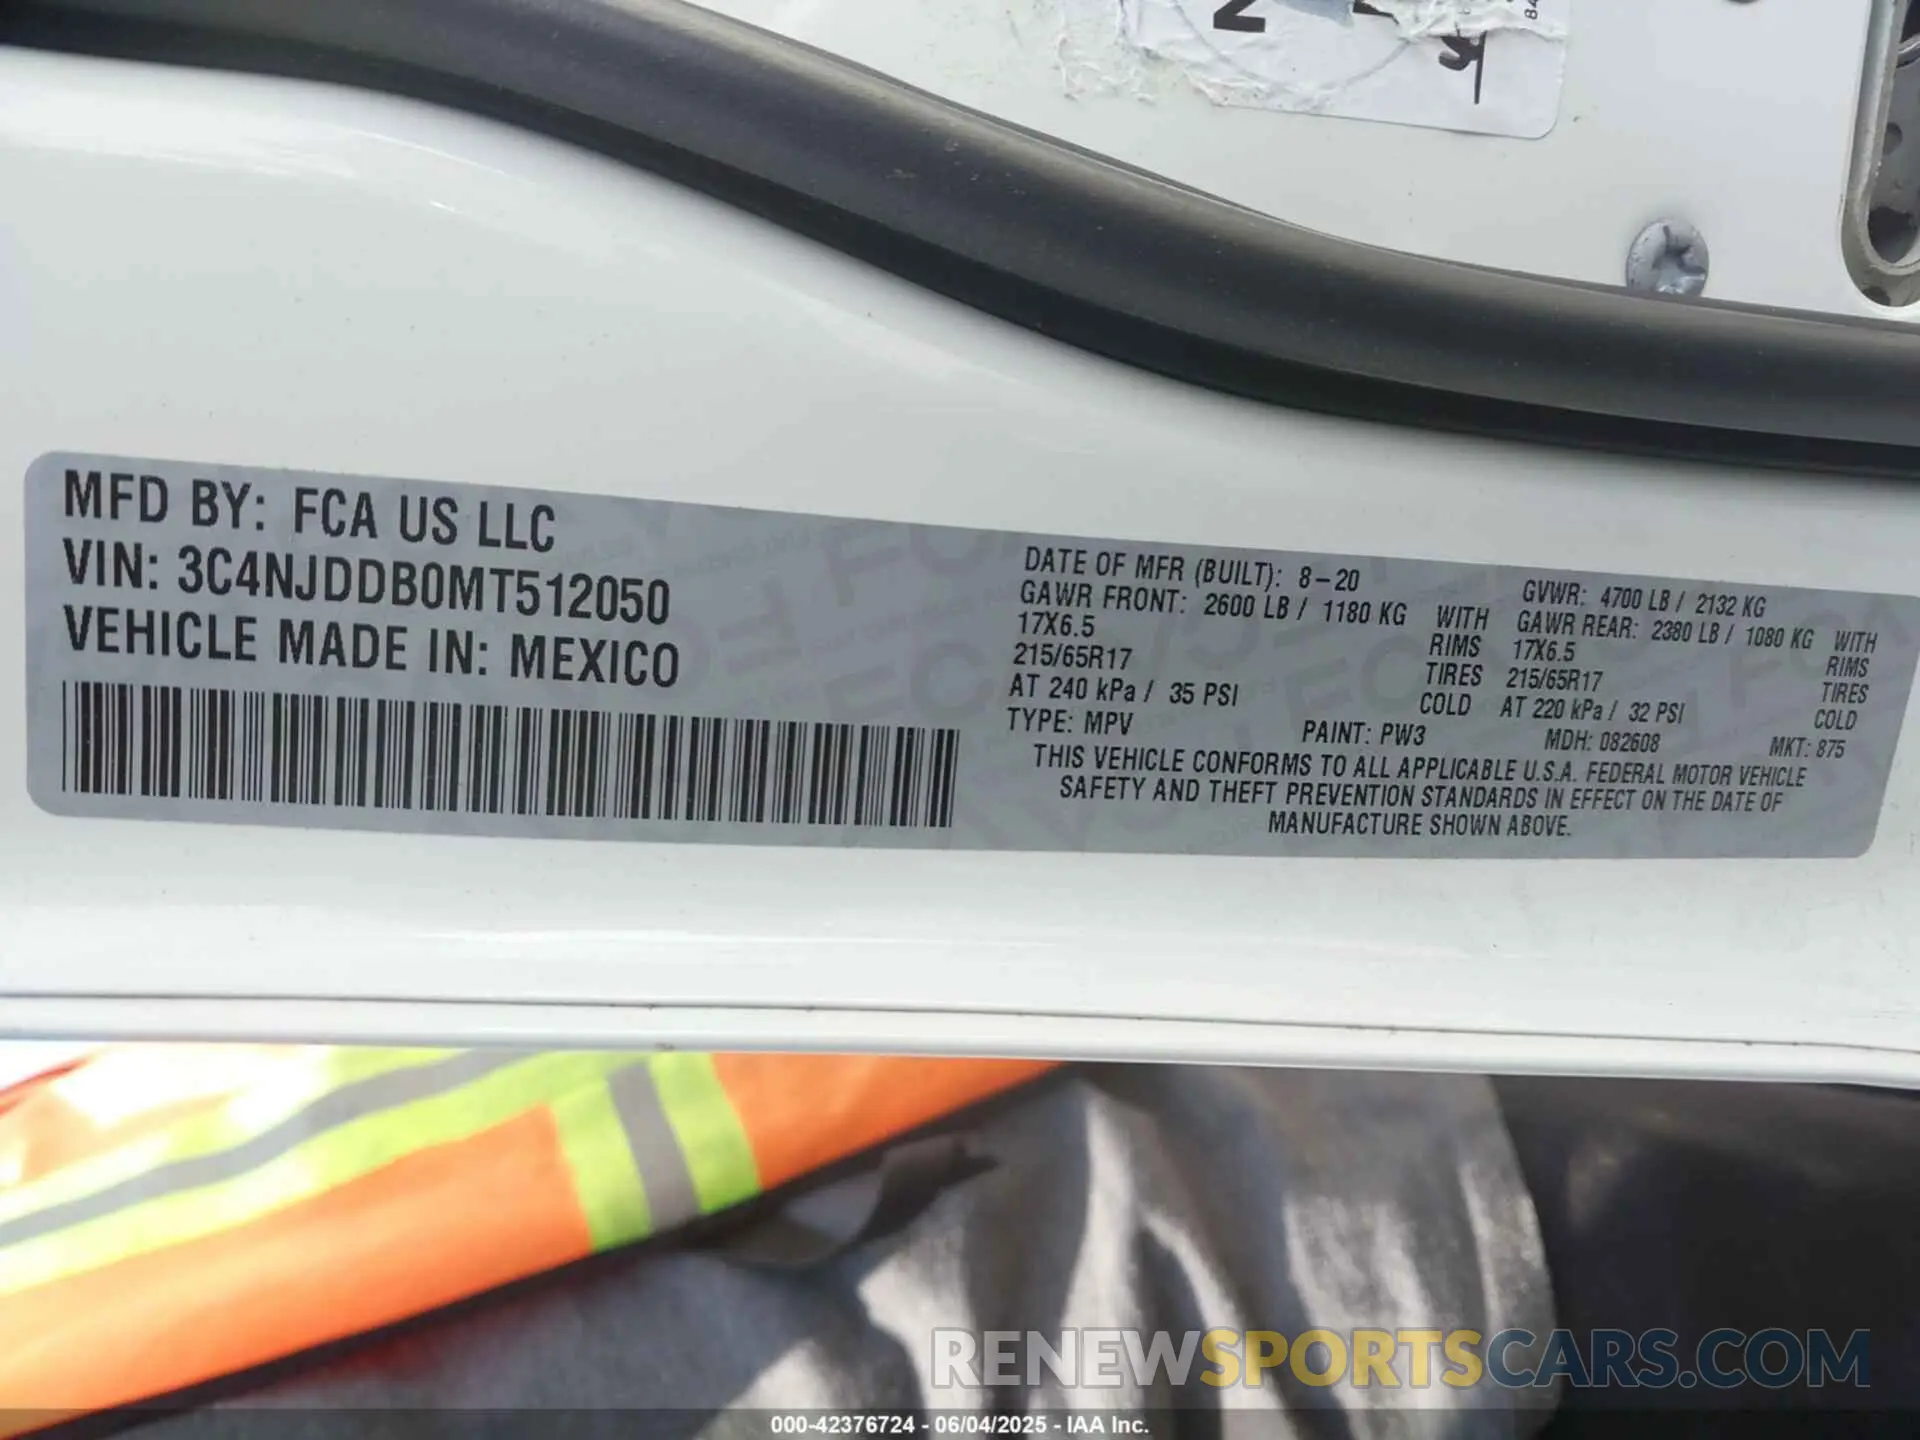 MFD BY: FCA US LLC
VIN: 3C4NJDDB0MT512050
VEHICLE MADE IN: MEXICO
DATE OF MFR (BUILT): 8-20
GVWR: 4700 LB / 2132 KG
GAWR FRONT: 2600 LB / 1180 KG WITH
GAWR REAR: 2380 LB / 1080 KG WITH
17X6.5 RIMS
17X6.5 RIMS
215/65R17 TIRES
215/65R17 TIRES
AT 240 kPa / 35 PSI COLD
AT 220 kPa / 32 PSI COLD
TYPE: MPV PAINT: PW3 MDH: 082608 MKT: 875
THIS VEHICLE CONFORMS TO ALL APPLICABLE U.S.A. FEDERAL MOTOR VEHICLE
SAFETY AND THEFT PREVENTION STANDARDS IN EFFECT ON THE DATE OF
MANUFACTURE SHOWN ABOVE.
RENEWSPORTSCARS.COM
000-42376724 - 06/04/2025 - IAA Inc.